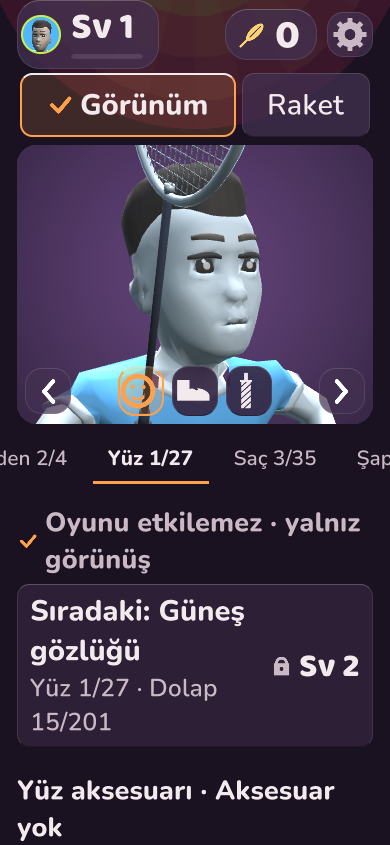 Sv 1
0
Görünüm
Raket
den 2/4
Yüz 1/27
Saç 3/35
Şap
Oyunu etkilemez · yalnız
görünüş
Sıradaki: Güneş
gözlüğü
Sv 2
Yüz 1/27 · Dolap
15/201
Yüz aksesuarı · Aksesuar
yok